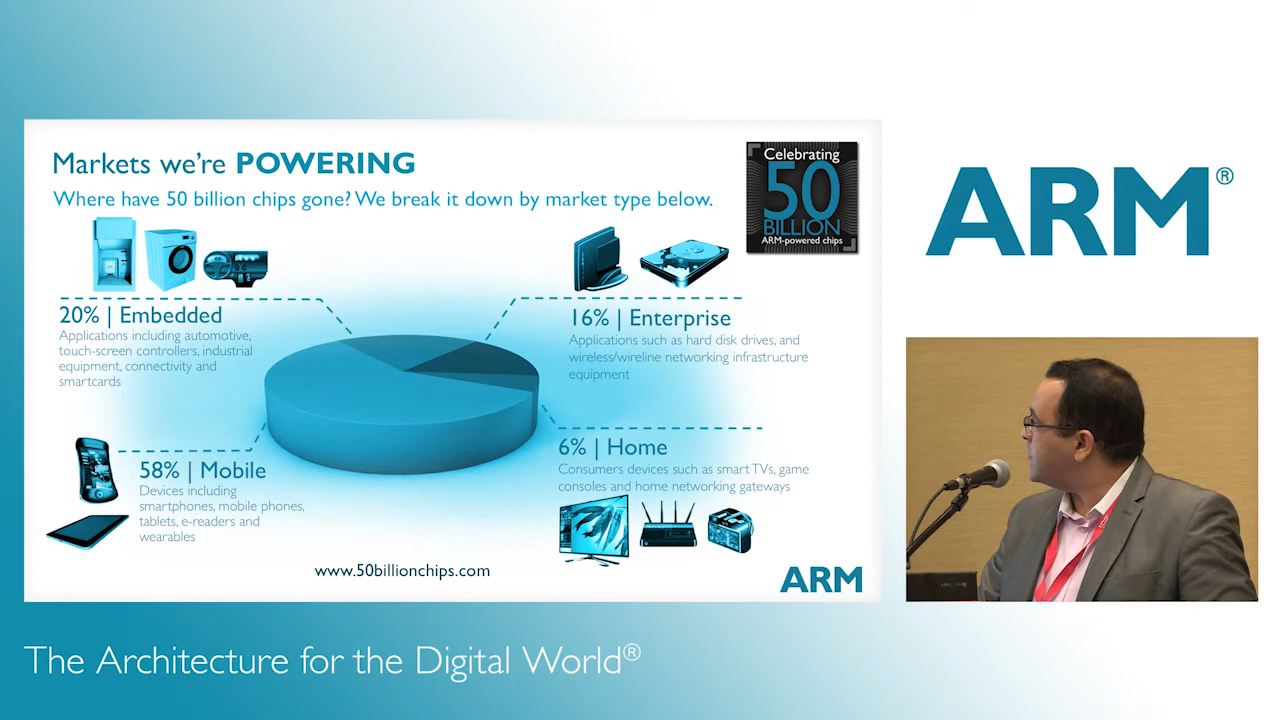 Markets we're POWERING
Where have 50 billion chips gone? We break it down by market type below.
Celebrating
50
BILLION
ARM-powered chips
ARM®
20% | Embedded
Applications including automotive,
touch-screen controllers, industrial
equipment, connectivity and
smartcards
16% | Enterprise
Applications such as hard disk drives, and
wireless/wireline networking infrastructure
equipment
58% | Mobile
Devices including
smartphones, mobile phones,
tablets, e-readers and
wearables
6% | Home
Consumers devices such as smart TVs, game
consoles and home networking gateways
www.50billionchips.com
ARM
The Architecture for the Digital World®